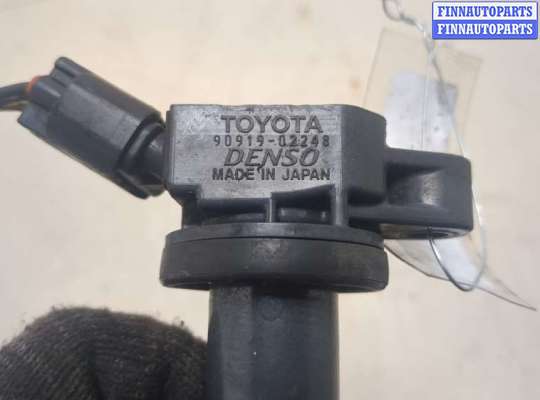 FINNAUTOPARTS
FINNAUTOPARTS
TOYOTA
90919-02248
DENSO
MADE IN JAPAN